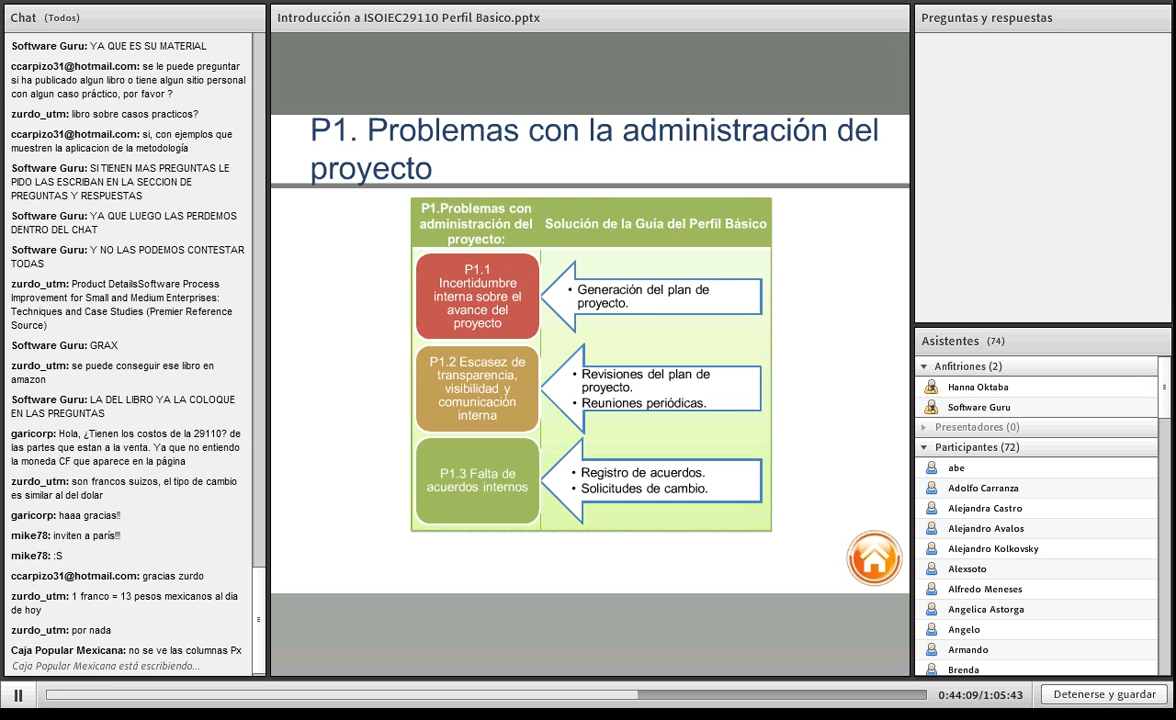 Chat (Todos)
Software Guru: YA QUE ES SU MATERIAL
ccarpizo31@hotmail.com: se le puede preguntar
si ha publicado algun libro o tiene algun sitio personal
con algun caso práctico, por favor ?
zurdo_utm: libro sobre casos practicos?
ccarpizo31@hotmail.com: si, con ejemplos que
muestren la aplicacion de la metodología
Software Guru: SI TIENEN MAS PREGUNTAS LE
PIDO LAS ESCRIBAN EN LA SECCION DE
PREGUNTAS Y RESPUESTAS
Software Guru: YA QUE LUEGO LAS PERDEMOS
DENTRO DEL CHAT
Software Guru: Y NO LAS PODEMOS CONTESTAR
TODAS
zurdo_utm: Product DetailsSoftware Process
Improvement for Small and Medium Enterprises:
Techniques and Case Studies (Premier Reference
Source)
Software Guru: GRAX
zurdo_utm: se puede conseguir ese libro en
amazon
Software Guru: LA DEL LIBRO YA LA COLOQUE
EN LAS PREGUNTAS
garicorp: Hola, ¿Tienen los costos de la 29110? de
las partes que estan a la venta. Ya que no entiendo
la moneda CF que aparece en la página
zurdo_utm: son francos suizos, el tipo de cambio
es similar al del dolar
garicorp: haaa gracias!!
mike78: inviten a parís!!!
mike78: :S
ccarpizo31@hotmail.com: gracias zurdo
zurdo_utm: 1 franco = 13 pesos mexicanos al dia
de hoy
zurdo_utm: por nada
Caja Popular Mexicana: no se ve las columnas Px
Caja Popular Mexicana está escribiendo...
Introducción a ISOIEC29110 Perfil Basico.pptx
P1. Problemas con la administración del
proyecto
P1.Problemas con
administración del
proyecto:
Solución de la Guía del Perfil Básico
P1.1
Incertidumbre
interna sobre el
avance del
proyecto
• Generación del plan de
proyecto.
P1.2 Escasez de
transparencia,
visibilidad y
comunicación
interna
• Revisiones del plan de
proyecto.
• Reuniones periódicas.
P1.3 Falta de
acuerdos internos
• Registro de acuerdos.
• Solicitudes de cambio.
Preguntas y respuestas
Asistentes (74)
Anfitriones (2)
Hanna Oktaba
Software Guru
Presentadores (0)
Participantes (72)
abe
Adolfo Carranza
Alejandra Castro
Alejandro Avalos
Alejandro Kolkovsky
Alexsoto
Alfredo Meneses
Angelica Astorga
Angelo
Armando
Brenda
0:44:09/1:05:43
Detenerse y guardar